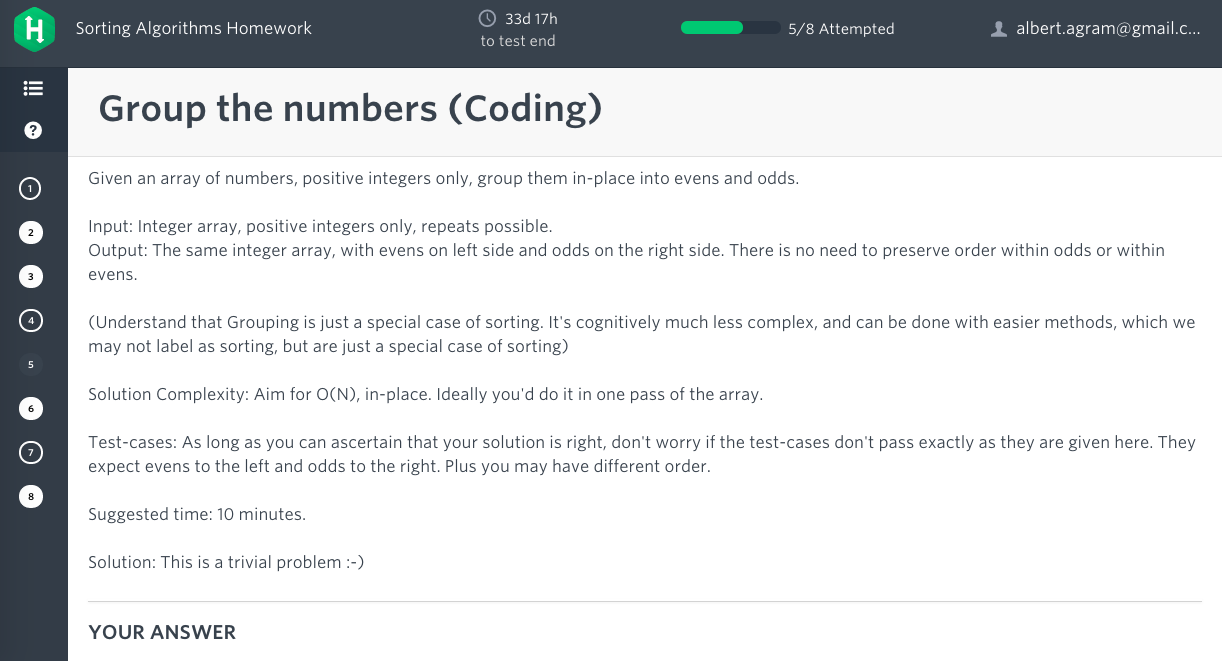 Sorting Algorithms Homework
33d 17h
to test end
5/8 Attempted
albert.agram@gmail.c...
Group the numbers (Coding)
?
1
2
3
4
5
6
7
8
Given an array of numbers, positive integers only, group them in-place into evens and odds.
Input: Integer array, positive integers only, repeats possible.
Output: The same integer array, with evens on left side and odds on the right side. There is no need to preserve order within odds or within
evens.
(Understand that Grouping is just a special case of sorting. It's cognitively much less complex, and can be done with easier methods, which we
may not label as sorting, but are just a special case of sorting)
Solution Complexity: Aim for O(N), in-place. Ideally you'd do it in one pass of the array.
Test-cases: As long as you can ascertain that your solution is right, don't worry if the test-cases don't pass exactly as they are given here. They
expect evens to the left and odds to the right. Plus you may have different order.
Suggested time: 10 minutes.
Solution: This is a trivial problem :-)
YOUR ANSWER